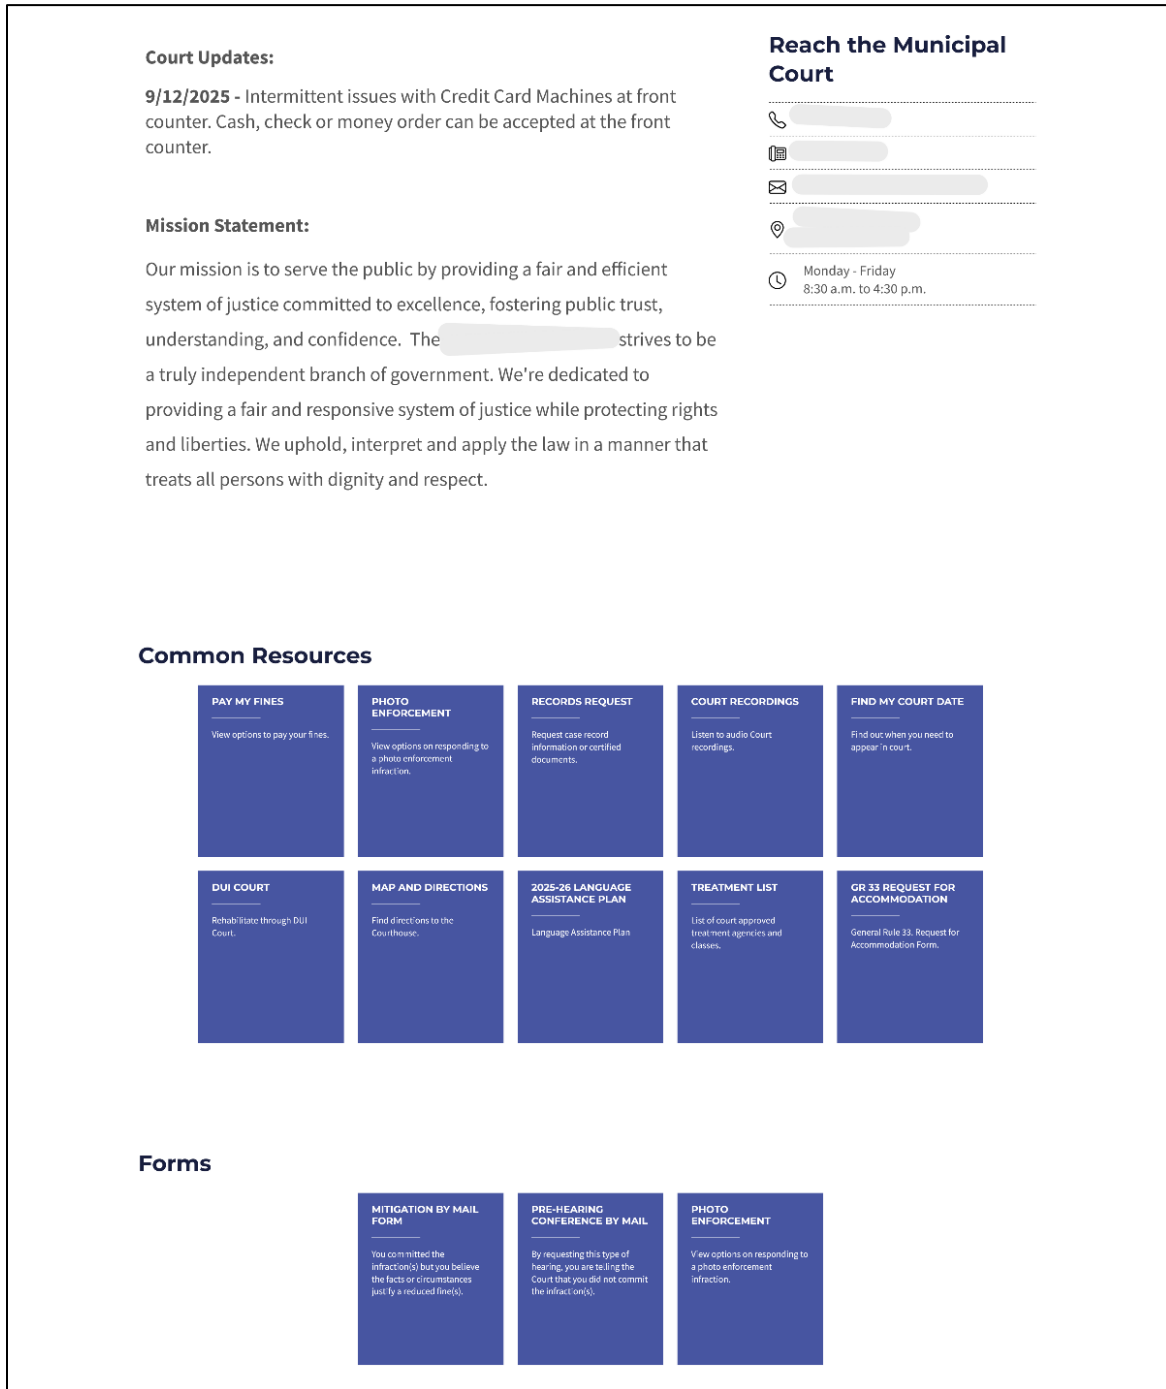 Court Updates:
9/12/2025 - Intermittent issues with Credit Card Machines at front
counter. Cash, check or money order can be accepted at the front
counter.
Mission Statement:
Our mission is to serve the public by providing a fair and efficient
system of justice committed to excellence, fostering public trust,
understanding, and confidence. The strives to be
a truly independent branch of government. We're dedicated to
providing a fair and responsive system of justice while protecting rights
and liberties. We uphold, interpret and apply the law in a manner that
treats all persons with dignity and respect.
Reach the Municipal
Court
Monday - Friday
8:30 a.m. to 4:30 p.m.
Common Resources
PAY MY FINES
View options to pay your fines.
PHOTO
ENFORCEMENT
View options on responding to
a photo enforcement
infraction.
RECORDS REQUEST
Request case record
information or certified
documents.
COURT RECORDINGS
Listen to audio Court
recordings.
FIND MY COURT DATE
Find out when you need to
appear in court.
DUI COURT
Rehabilitate through DUI
Court.
MAP AND DIRECTIONS
Find directions to the
Courthouse.
2025-26 LANGUAGE
ASSISTANCE PLAN
Language Assistance Plan
TREATMENT LIST
List of court approved
treatment agencies and
classes.
GR 33 REQUEST FOR
ACCOMMODATION
General Rule 33. Request for
Accommodation Form.
Forms
MITIGATION BY MAIL
FORM
You committed the
infraction(s) but you believe
the facts or circumstances
justify a reduced fine(s).
PRE-HEARING
CONFERENCE BY MAIL
By requesting this type of
hearing, you are telling the
Court that you did not commit
the infraction(s).
PHOTO
ENFORCEMENT
View options on responding to
a photo enforcement
infraction.